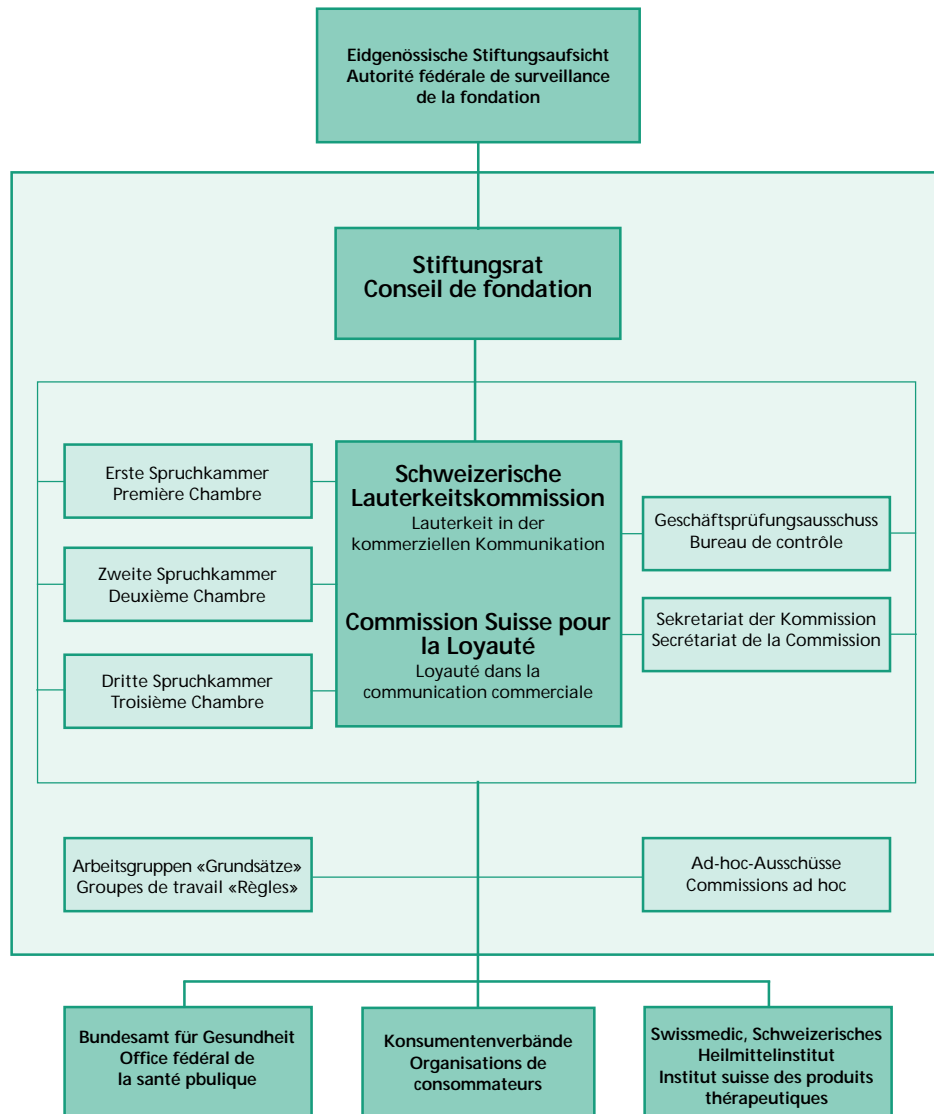 Eidgenössische Stiftungsaufsicht
Autorité fédérale de surveillance
de la fondation
Stiftungsrat
Conseil de fondation
Erste Spruchkammer
Première Chambre
Zweite Spruchkammer
Deuxième Chambre
Dritte Spruchkammer
Troisième Chambre
Schweizerische
Lauterkeitskommission
Lauterkeit in der
kommerziellen Kommunikation
Commission Suisse pour
la Loyauté
Loyauté dans la
communication commerciale
Geschäftsprüfungsausschuss
Bureau de contrôle
Sekretariat der Kommission
Secrétariat de la Commission
Arbeitsgruppen «Grundsätze»
Groupes de travail «Règles»
Ad-hoc-Ausschüsse
Commissions ad hoc
Bundesamt für Gesundheit
Office fédéral de
la santé pbulique
Konsumentenverbände
Organisations de
consommateurs
Swissmedic, Schweizerisches
Heilmittelinstitut
Institut suisse des produits
thérapeutiques